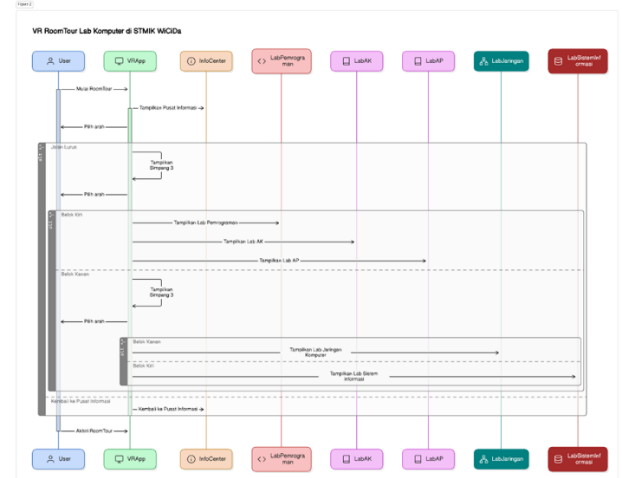 VR RoomTour Lab Komputer di STMIK WiCiDa
User
VRApp
InfoCenter
LabPemrogra
man
LabAK
LabAP
LabJaringan
LabSistemInf
ormasi
Mulai RoomTour
Tampilkan Pusat Informasi
Pilih arah
Jalan Lurus
Tampilkan
Simpang 3
Pilih arah
Belok Kiri
Tampilkan Lab Pemrograman
Tampilkan Lab AK
Tampilkan Lab AP
Belok Kanan
Tampilkan
Simpang 3
Pilih arah
Belok Kanan
Tampilkan Lab Jaringan
Komputer
Belok Kiri
Tampilkan Lab Sistem
Informasi
Kembali ke Pusat Informasi
Kembali ke Pusat Informasi
Akhiri RoomTour
User
VRApp
InfoCenter
LabPemrogra
man
LabAK
LabAP
LabJaringan
LabSistemInf
ormasi